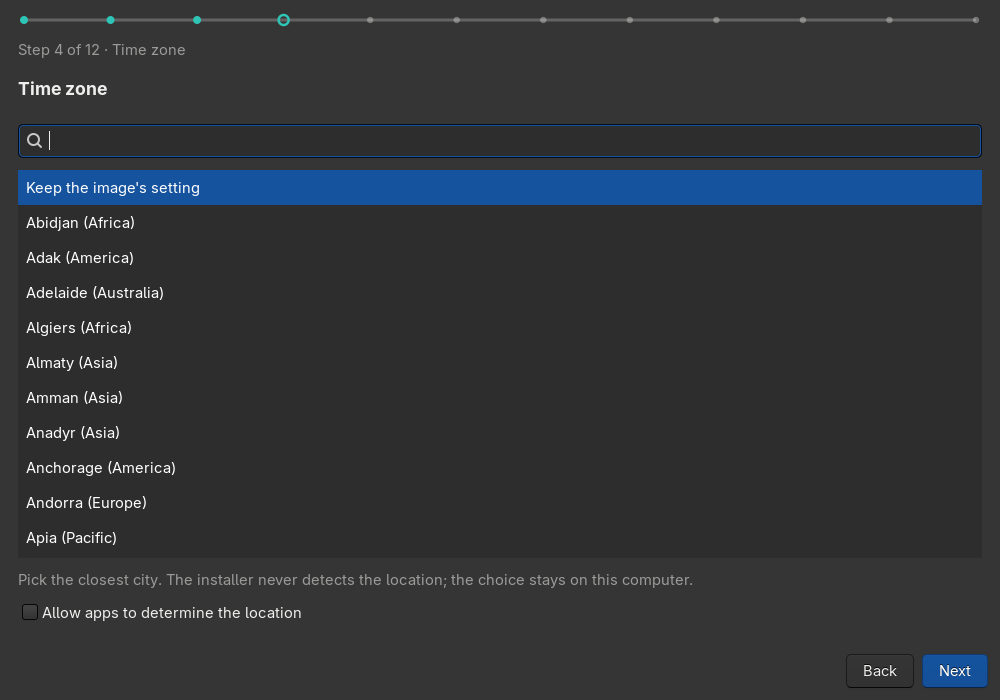 Step 4 of 12 · Time zone
Time zone
Keep the image's setting
Abidjan (Africa)
Adak (America)
Adelaide (Australia)
Algiers (Africa)
Almaty (Asia)
Amman (Asia)
Anadyr (Asia)
Anchorage (America)
Andorra (Europe)
Apia (Pacific)
Pick the closest city. The installer never detects the location; the choice stays on this computer.
Allow apps to determine the location
Back
Next